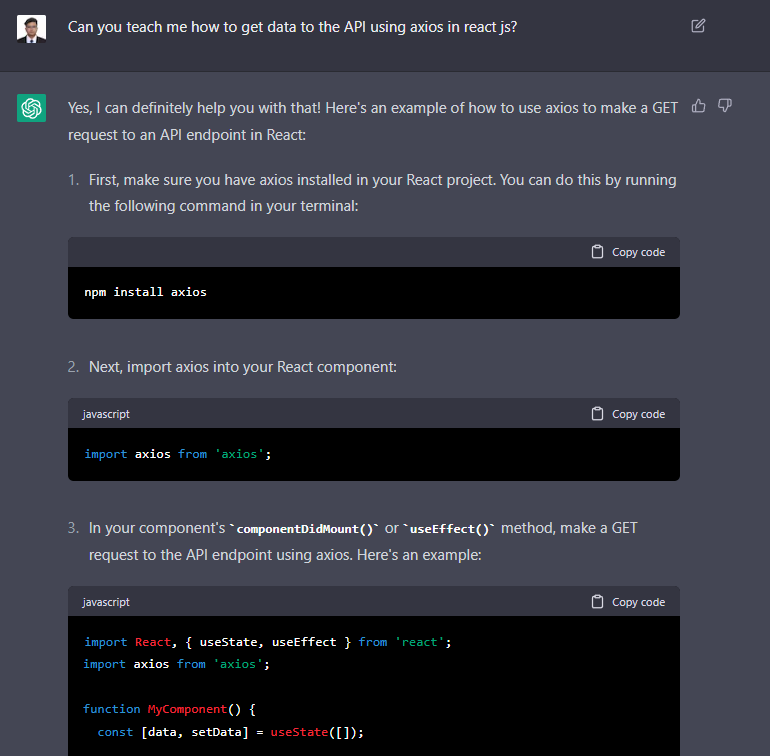 Can you teach me how to get data to the API using axios in react js?
Yes, I can definitely help you with that! Here's an example of how to use axios to make a GET
request to an API endpoint in React:
1. First, make sure you have axios installed in your React project. You can do this by running
the following command in your terminal:
Copy code
npm install axios
2. Next, import axios into your React component:
javascript Copy code
import axios from 'axios';
3. In your component's `componentDidMount()` or `useEffect()` method, make a GET
request to the API endpoint using axios. Here's an example:
javascript Copy code
import React, { useState, useEffect } from 'react';
import axios from 'axios';
function MyComponent() {
const [data, setData] = useState([]);